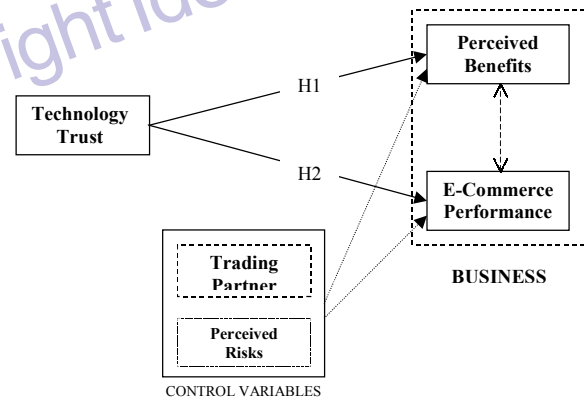 Perceived
Benefits
H1
Technology
Trust
H2
E-Commerce
Performance
Trading
Partner
BUSINESS
Perceived
Risks
CONTROL VARIABLES